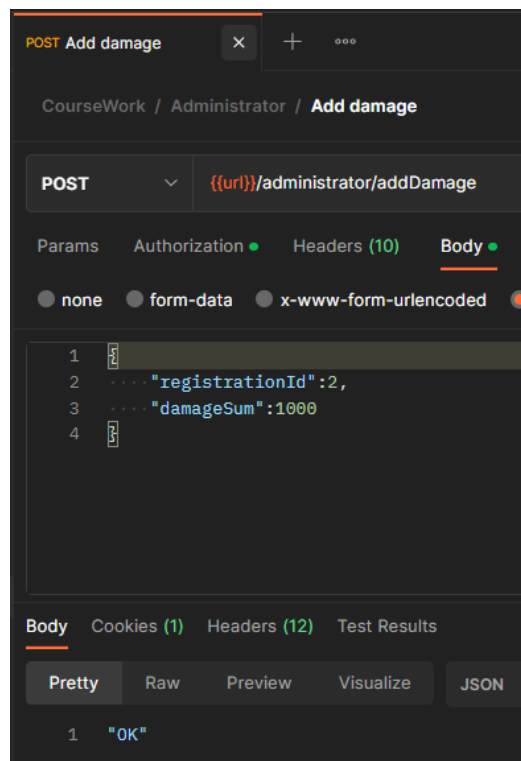 POST Add damage
CourseWork / Administrator / Add damage
POST {{url}}/administrator/addDamage
Params Authorization Headers (10) Body
none form-data x-www-form-urlencoded
1 {
2 "registrationId":2,
3 "damageSum":1000
4 }
Body Cookies (1) Headers (12) Test Results
Pretty Raw Preview Visualize JSON
1 "OK"